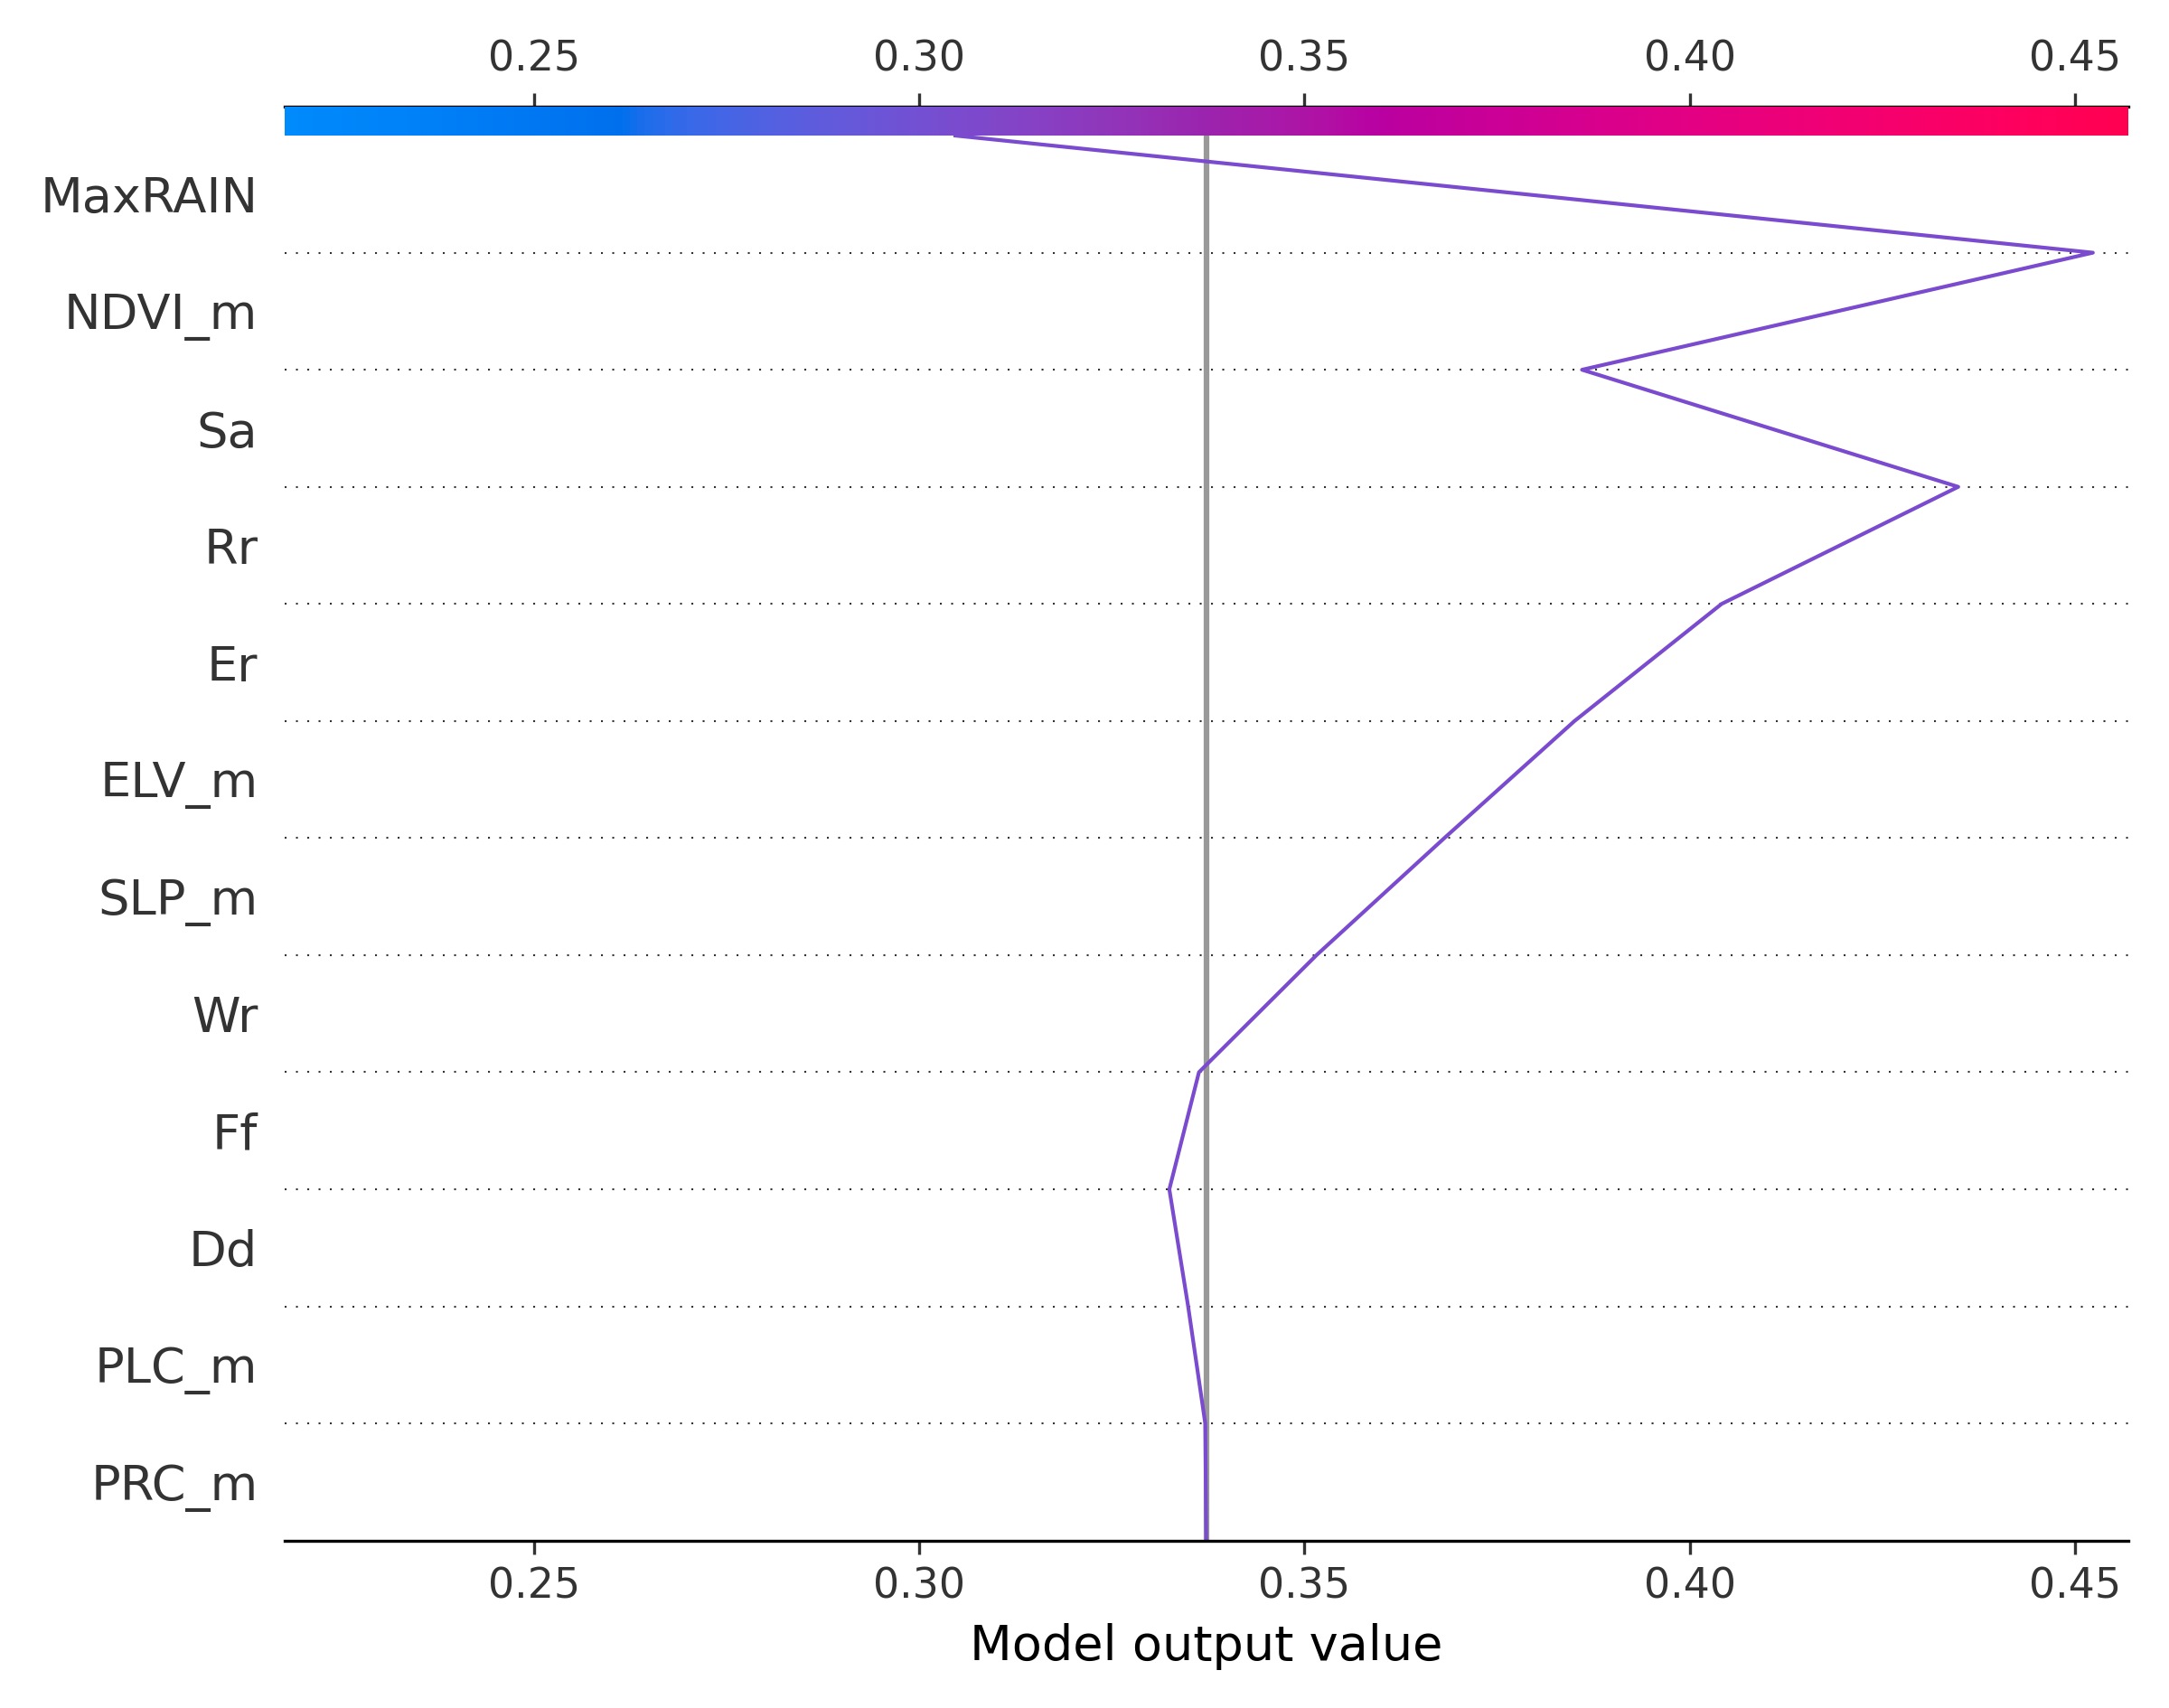 0.25 0.30 0.35 0.40 0.45
MaxRAIN
NDVI_m
Sa
Rr
Er
ELV_m
SLP_m
Wr
Ff
Dd
PLC_m
PRC_m
0.25 0.30 0.35 0.40 0.45
Model output value